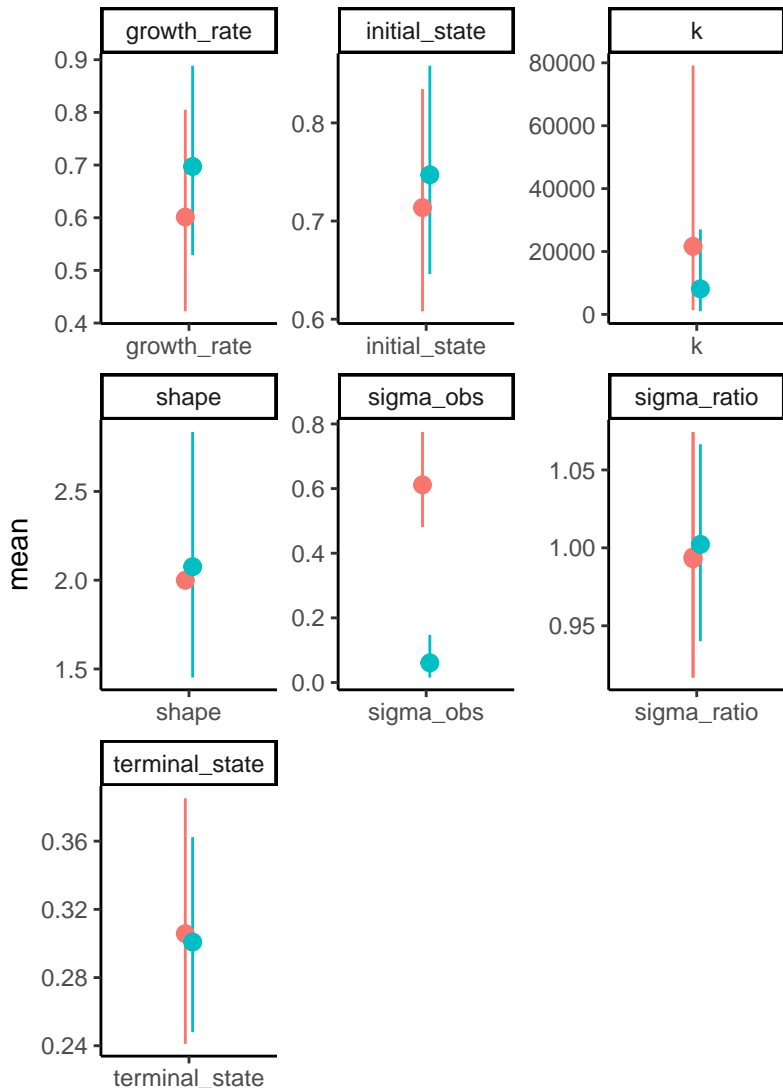 growth_rate
initial_state
k
0.9
0.8
0.7
0.6
0.5
0.4
0.8
0.7
0.6
80000
60000
40000
20000
0
growth_rate
initial_state
k
shape
sigma_obs
sigma_ratio
mean
2.5
2.0
1.5
0.8
0.6
0.4
0.2
0.0
1.05
1.00
0.95
shape
sigma_obs
sigma_ratio
terminal_state
0.36
0.32
0.28
0.24
terminal_state